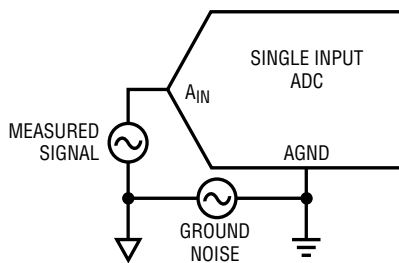 SINGLE INPUT
ADC
AIN
MEASURED
SIGNAL
AGND
GROUND
NOISE